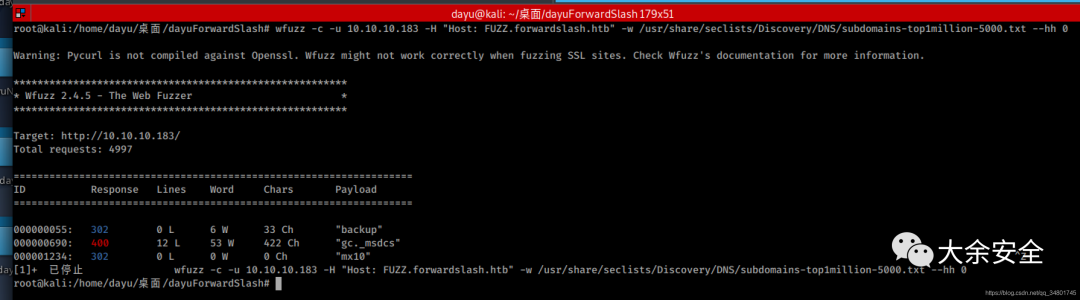 dayu@kali: ~/桌面/dayuForwardSlash 179x51
root@kali:/home/dayu/桌面/dayuForwardSlash# wfuzz -c -u 10.10.10.183 -H "Host: FUZZ.forwardslash.htb" -w /usr/share/seclists/Discovery/DNS/subdomains-top1million-5000.txt --hh 0
Warning: Pycurl is not compiled against Openssl. Wfuzz might not work correctly when fuzzing SSL sites. Check Wfuzz's documentation for more information.
********************************************************
* Wfuzz 2.4.5 - The Web Fuzzer                         *
********************************************************
Target: http://10.10.10.183/
Total requests: 4997
===================================================================
ID           Response   Lines    Word     Chars       Payload
===================================================================
000000055:   302        0 L      6 W      33 Ch       "backup"
000000690:   400        12 L     53 W     422 Ch      "gc._msdcs"
000001234:   302        0 L      0 W      0 Ch        "mx10"
[1]+  已停止               wfuzz -c -u 10.10.10.183 -H "Host: FUZZ.forwardslash.htb" -w /usr/share/seclists/Discovery/DNS/subdomains-top1million-5000.txt --hh 0
root@kali:/home/dayu/桌面/dayuForwardSlash#
大余安全
https://blog.csdn.net/qq_34801745